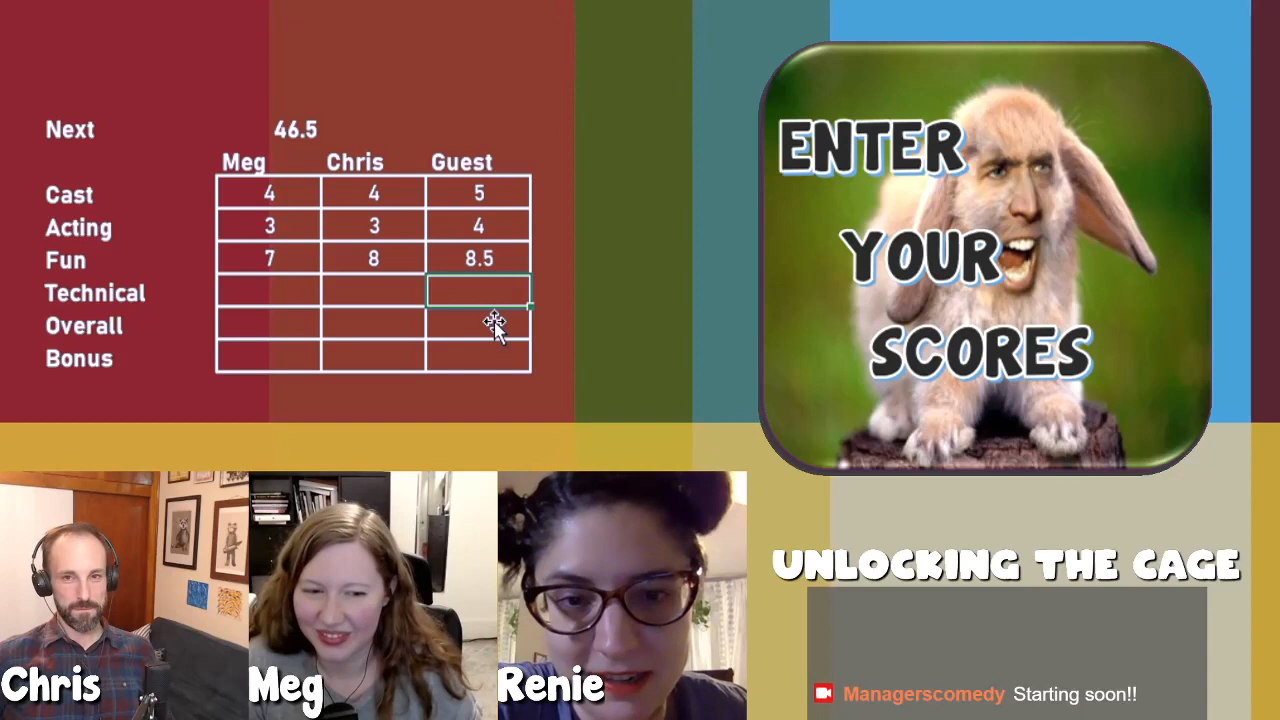 Next 46.5
Meg Chris Guest
Cast 4 4 5
Acting 3 3 4
Fun 7 8 8.5
Technical
Overall
Bonus
ENTER
YOUR
SCORES
UNLOCKING THE CAGE
Managerscomedy Starting soon!!
Chris
Meg
Renie